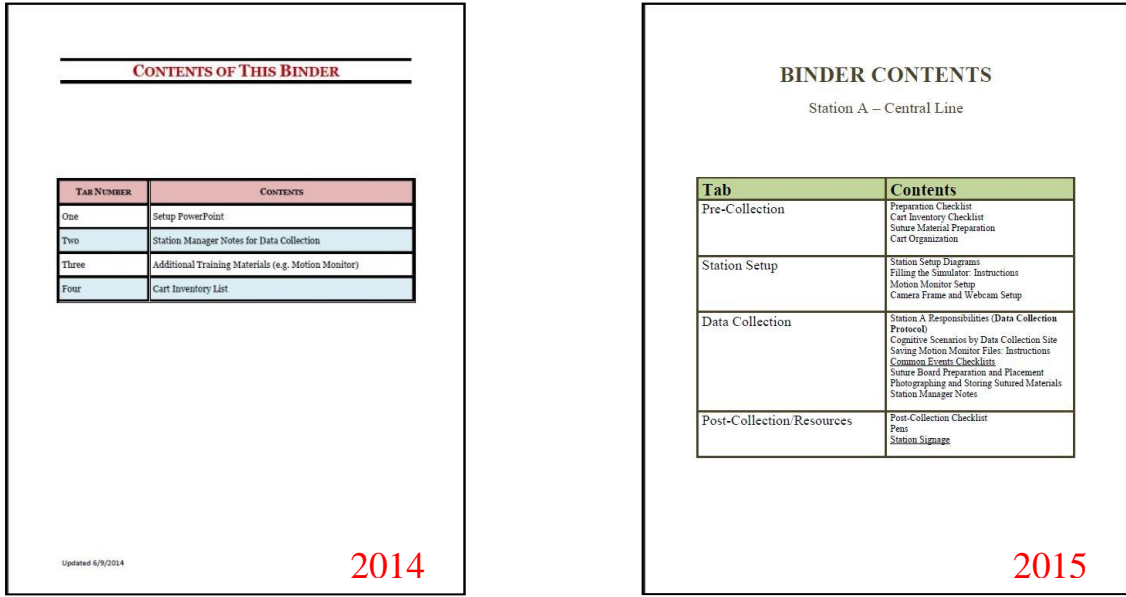 CONTENTS OF THIS BINDER
TAB NUMBER CONTENTS
One Setup PowerPoint
Two Station Manager Notes for Data Collection
Three Additional Training Materials (e.g. Motion Monitor)
Four Cart Inventory List
Updated 6/9/2014
2014
BINDER CONTENTS
Station A – Central Line
Tab Contents
Pre-Collection Preparation Checklist
Cart Inventory Checklist
Suture Material Preparation
Cart Organization
Station Setup Station Setup Diagrams
Filling the Simulator: Instructions
Motion Monitor Setup
Camera Frame and Webcam Setup
Data Collection Station A Responsibilities (Data Collection
Protocol)
Cognitive Scenarios by Data Collection Site
Saving Motion Monitor Files: Instructions
Common Events Checklists
Suture Board Preparation and Placement
Photographing and Storing Sutured Materials
Station Manager Notes
Post-Collection/Resources Post-Collection Checklist
Pens
Station Signage
2015